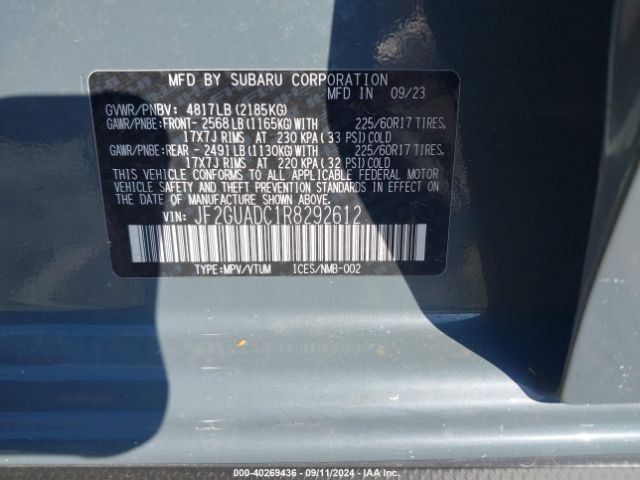 MFD BY SUBARU CORPORATION
MFD IN 09/23
GVWR/PNBV: 4817LB(2185KG)
GAWR/PNBE:FRONT-2568LB(1165KG)WITH 225/60R17 TIRES,
17X7J RIMS AT 230 KPA(33 PSI)COLD
GAWR/PNBE:REAR -2491LB(1130KG)WITH 225/60R17 TIRES,
17X7J RIMS AT 220 KPA(32 PSI)COLD
THIS VEHICLE CONFORMS TO ALL APPLICABLE FEDERAL MOTOR
VEHICLE SAFETY AND THEFT PREVENTION STANDARDS IN EFFECT
ON THE DATE OF MANUFACTURE SHOWN ABOVE.
VIN: JF2GUADC1R8292612
TYPE:MPV/VTUM ICES/NMB-002
000-40269436 - 09/11/2024 - IAA Inc.